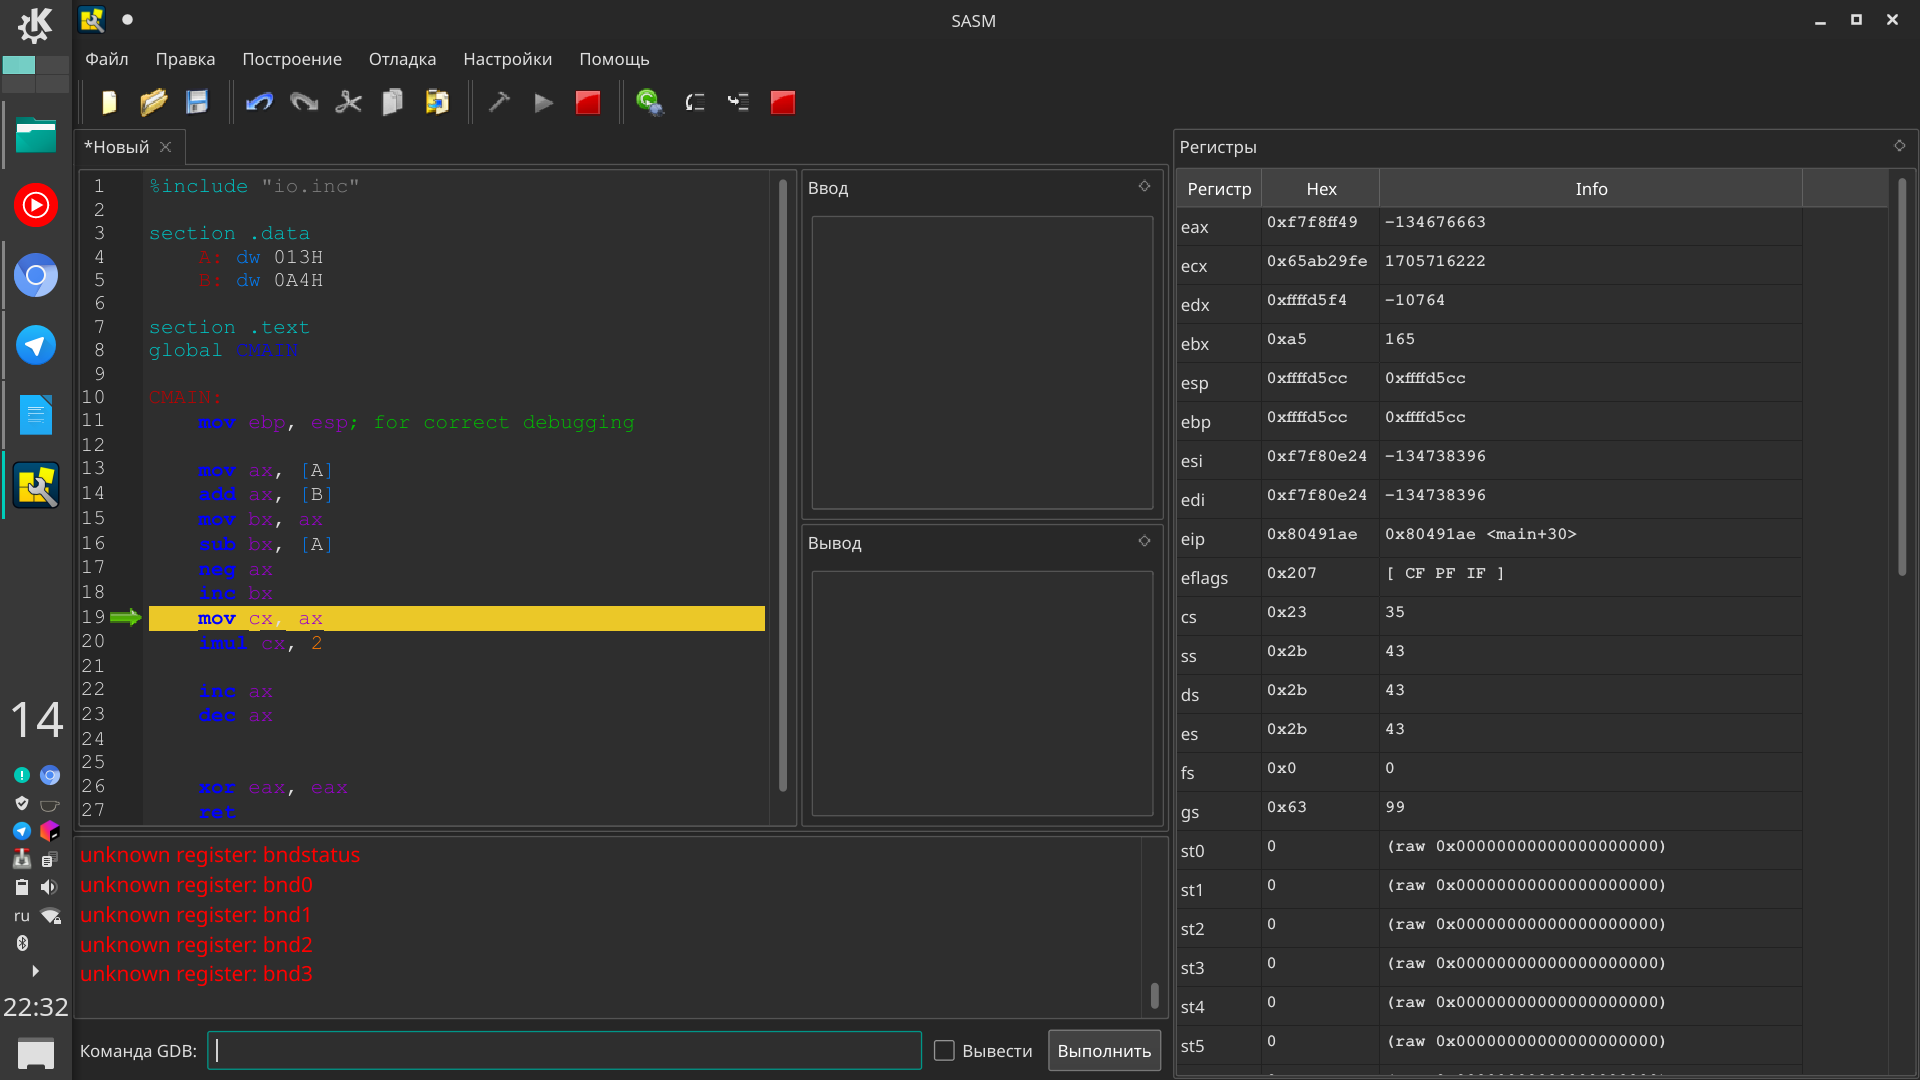 SASM
Файл Правка Построение Отладка Настройки Помощь
*Новый
1 %include "io.inc"
2
3 section .data
4 A: dw 013H
5 B: dw 0A4H
6
7 section .text
8 global CMAIN
9
10 CMAIN:
11 mov ebp, esp; for correct debugging
12
13 mov ax, [A]
14 add ax, [B]
15 mov bx, ax
16 sub bx, [A]
17 neg ax
18 inc bx
19 mov cx, ax
20 imul cx, 2
21
22 inc ax
23 dec ax
24
25
26 xor eax, eax
27 ret
Ввод
Вывод
unknown register: bndstatus
unknown register: bnd0
unknown register: bnd1
unknown register: bnd2
unknown register: bnd3
Команда GDB: Вывести Выполнить
Регистры
Регистр Hex Info
eax 0xf7f8ff49 -134676663
ecx 0x65ab29fe 1705716222
edx 0xffffd5f4 -10764
ebx 0xa5 165
esp 0xffffd5cc 0xffffd5cc
ebp 0xffffd5cc 0xffffd5cc
esi 0xf7f80e24 -134738396
edi 0xf7f80e24 -134738396
eip 0x80491ae 0x80491ae <main+30>
eflags 0x207 [ CF PF IF ]
cs 0x23 35
ss 0x2b 43
ds 0x2b 43
es 0x2b 43
fs 0x0 0
gs 0x63 99
st0 0 (raw 0x00000000000000000000)
st1 0 (raw 0x00000000000000000000)
st2 0 (raw 0x00000000000000000000)
st3 0 (raw 0x00000000000000000000)
st4 0 (raw 0x00000000000000000000)
st5 0 (raw 0x00000000000000000000)
14
ru
22:32